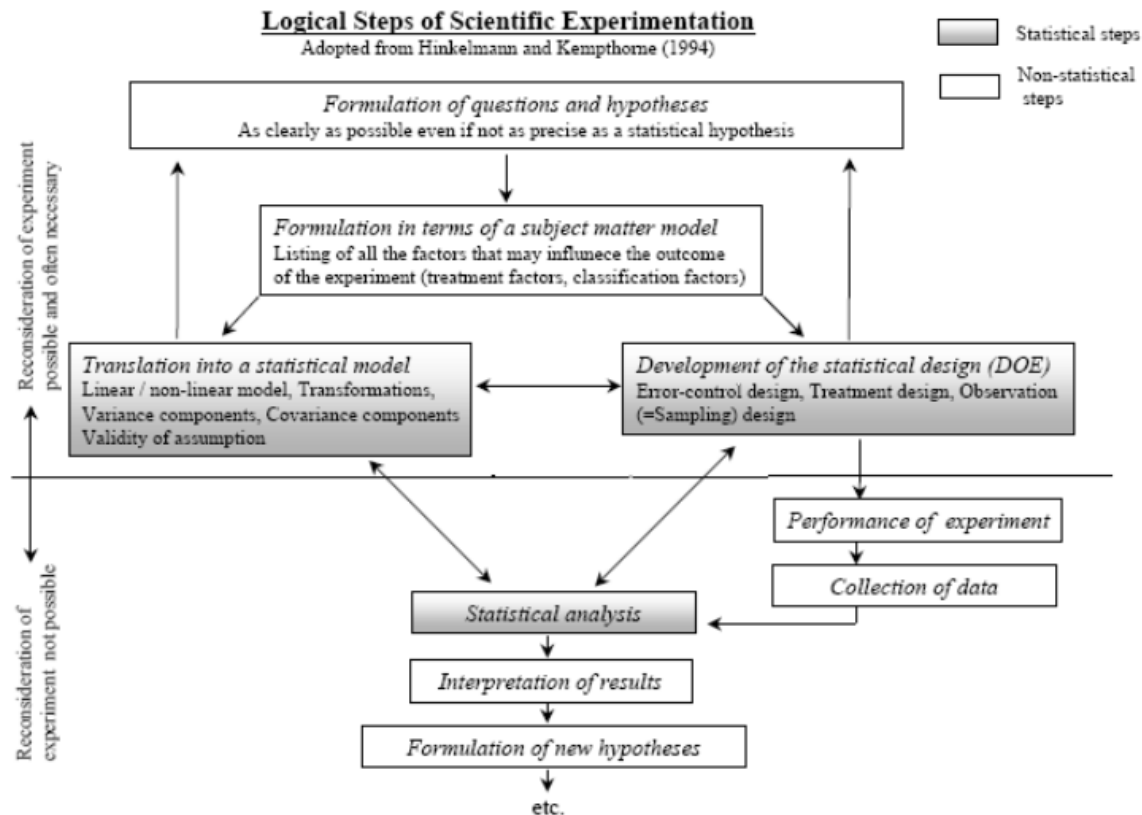 Logical Steps of Scientific Experimentation
Adopted from Hinkelmann and Kempthorne (1994)
Statistical steps
Non-statistical
steps
Formulation of questions and hypotheses
As clearly as possible even if not as precise as a statistical hypothesis
Reconsideration of experiment
possible and often necessary
Formulation in terms of a subject matter model
Listing of all the factors that may influnece the outcome
of the experiment (treatment factors, classification factors)
Translation into a statistical model
Linear / non-linear model, Transformations,
Variance components, Covariance components
Validity of assumption
Development of the statistical design (DOE)
Error-control design, Treatment design, Observation
(=Sampling) design
Reconsideration of
experiment not possible
Performance of experiment
Collection of data
Statistical analysis
Interpretation of results
Formulation of new hypotheses
etc.